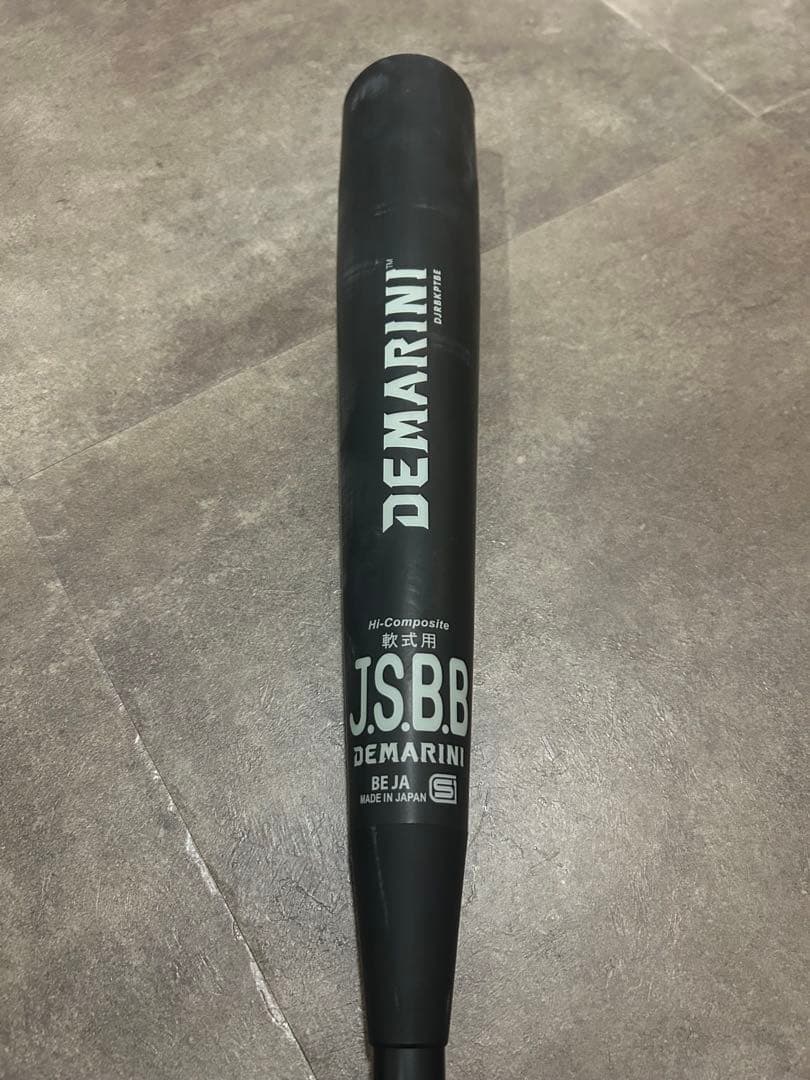 DEMARINI™
DJRBKPTBE
Hi-Composite
軟式用
J.S.B.B
DEMARINI
BE JA
MADE IN JAPAN